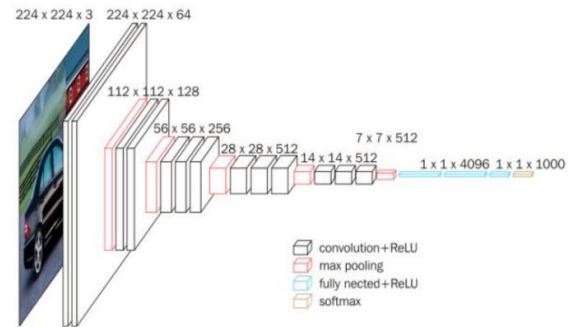 224 x 224 x 3
224 x 224 x 64
112 x 112 x 128
56 x 56 x 256
28 x 28 x 512
14 x 14 x 512
7 x 7 x 512
1 x 1 x 4096
1 x 1 x 1000
convolution+ReLU
max pooling
fully nected+ReLU
softmax